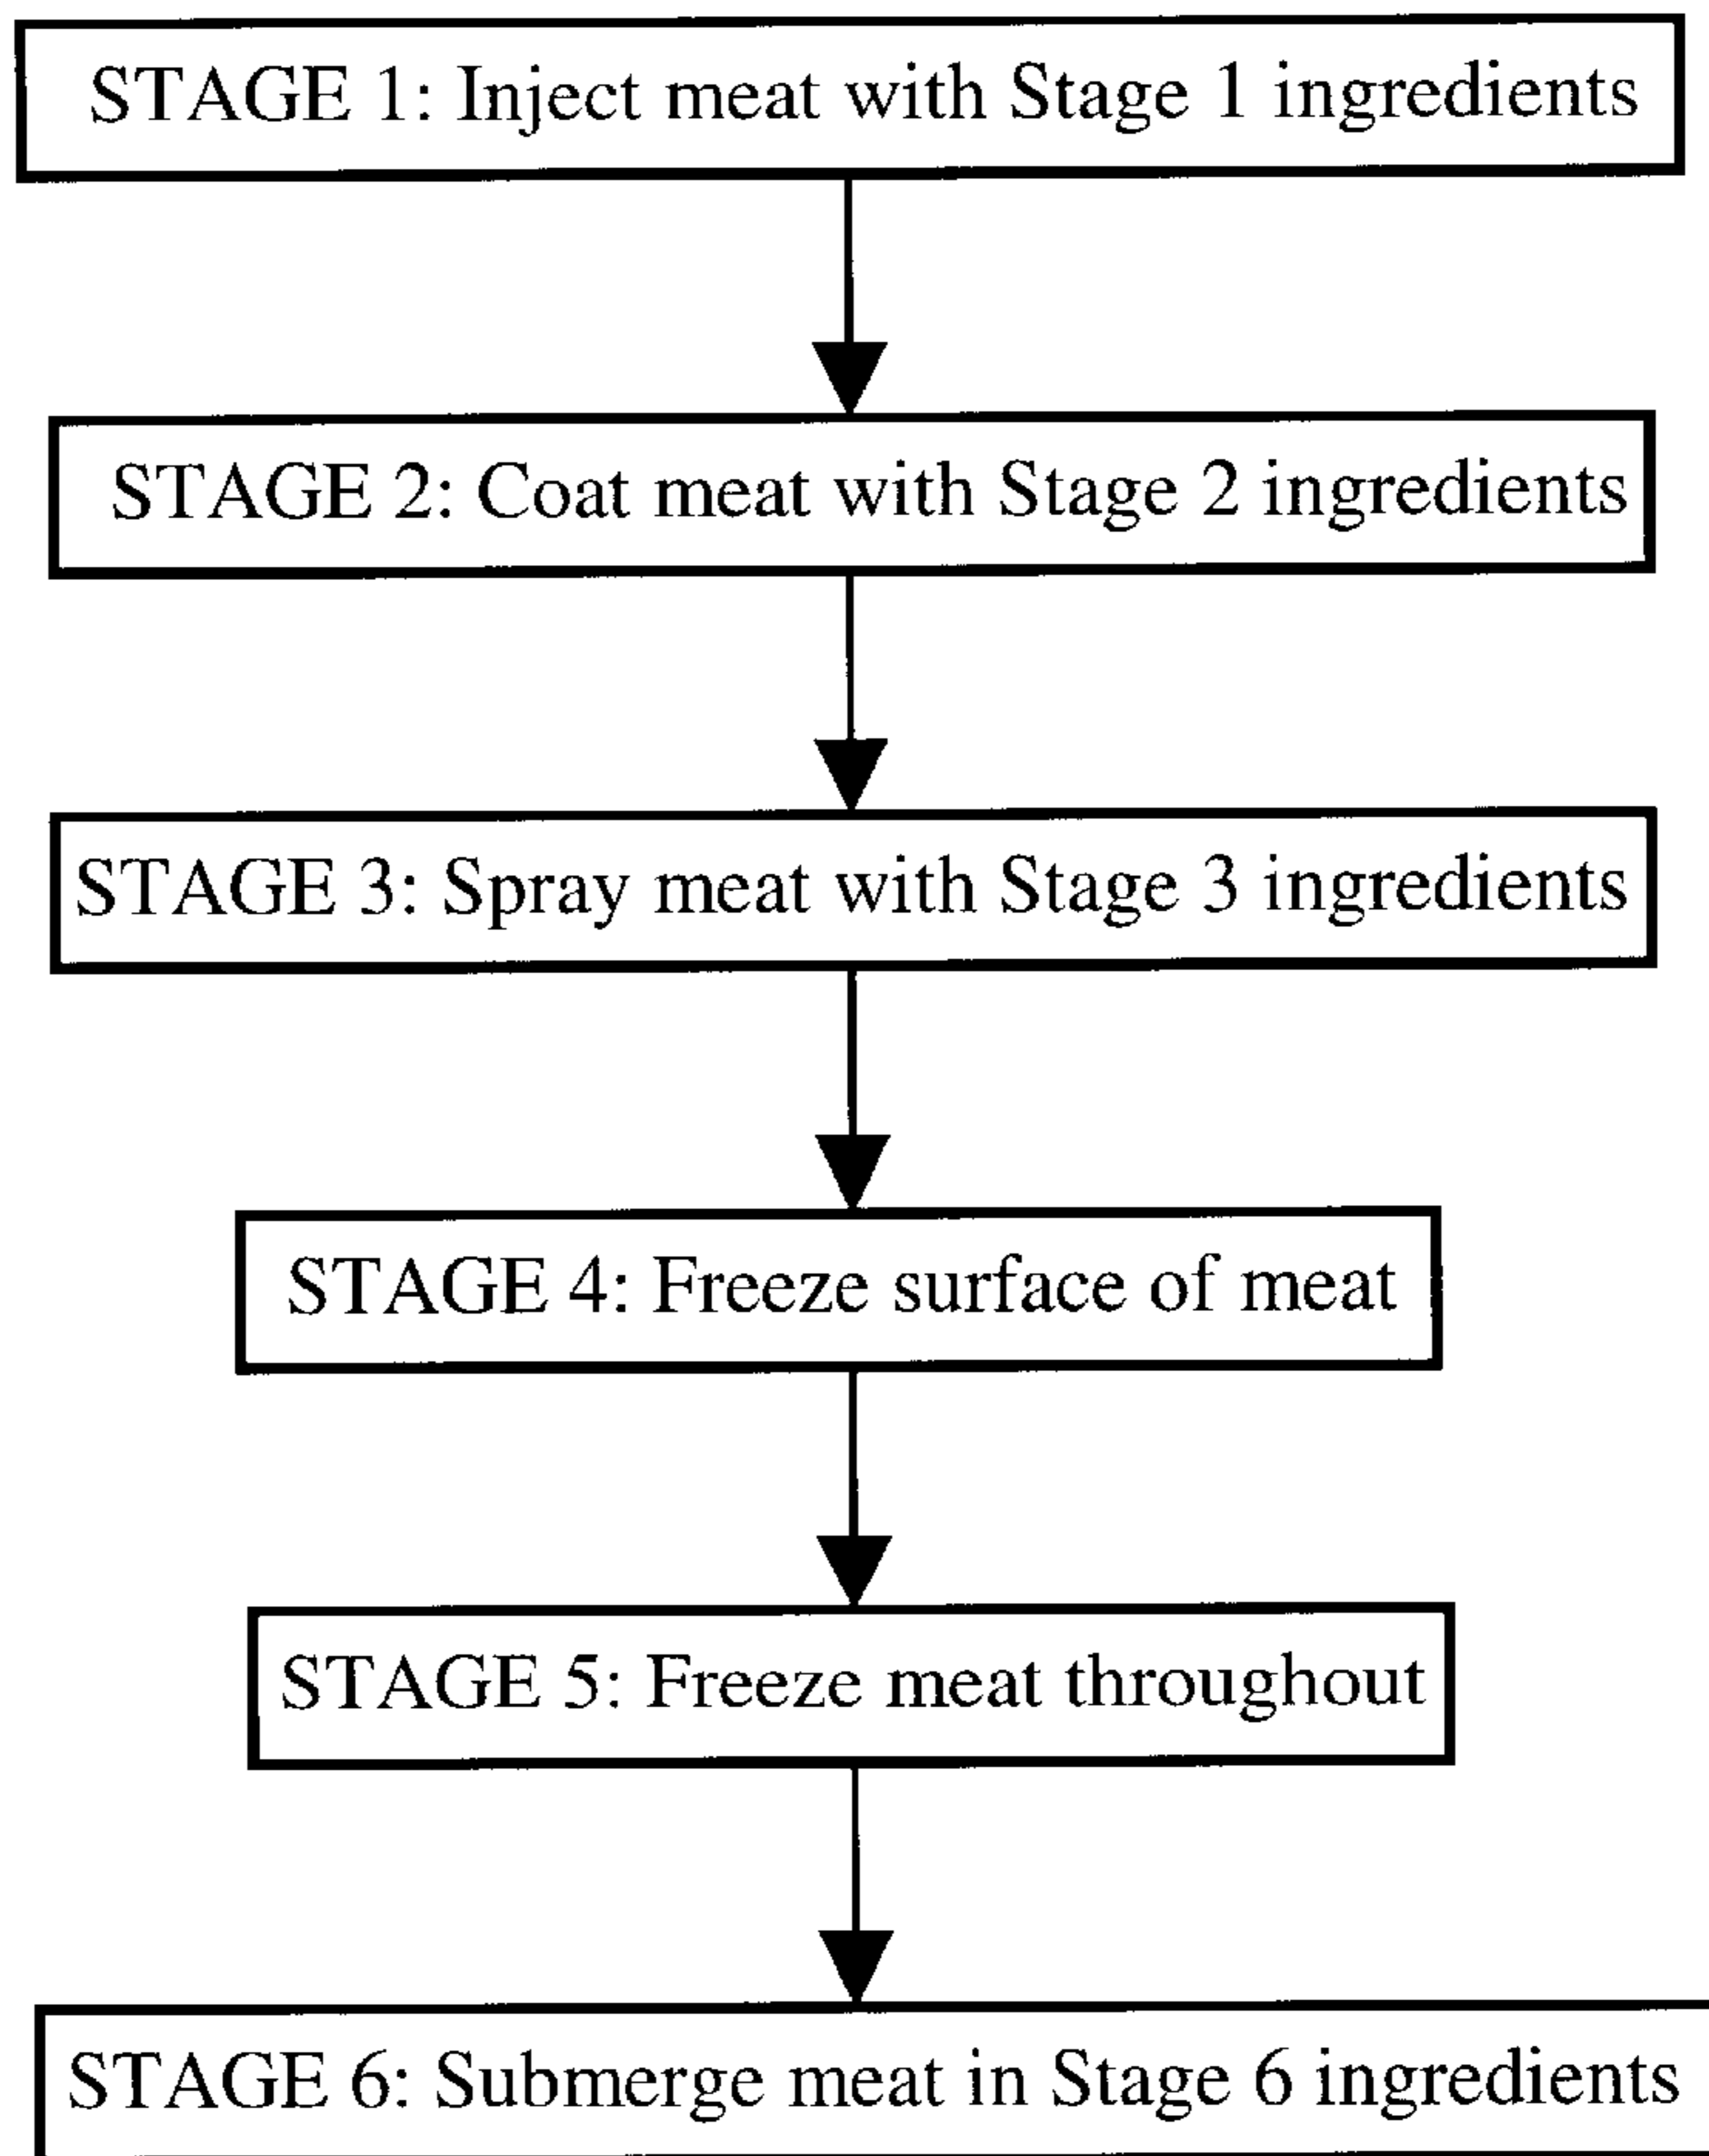 STAGE 1: Inject meat with Stage 1 ingredients
STAGE 2: Coat meat with Stage 2 ingredients
STAGE 3: Spray meat with Stage 3 ingredients
STAGE 4: Freeze surface of meat
STAGE 5: Freeze meat throughout
STAGE 6: Submerge meat in Stage 6 ingredients